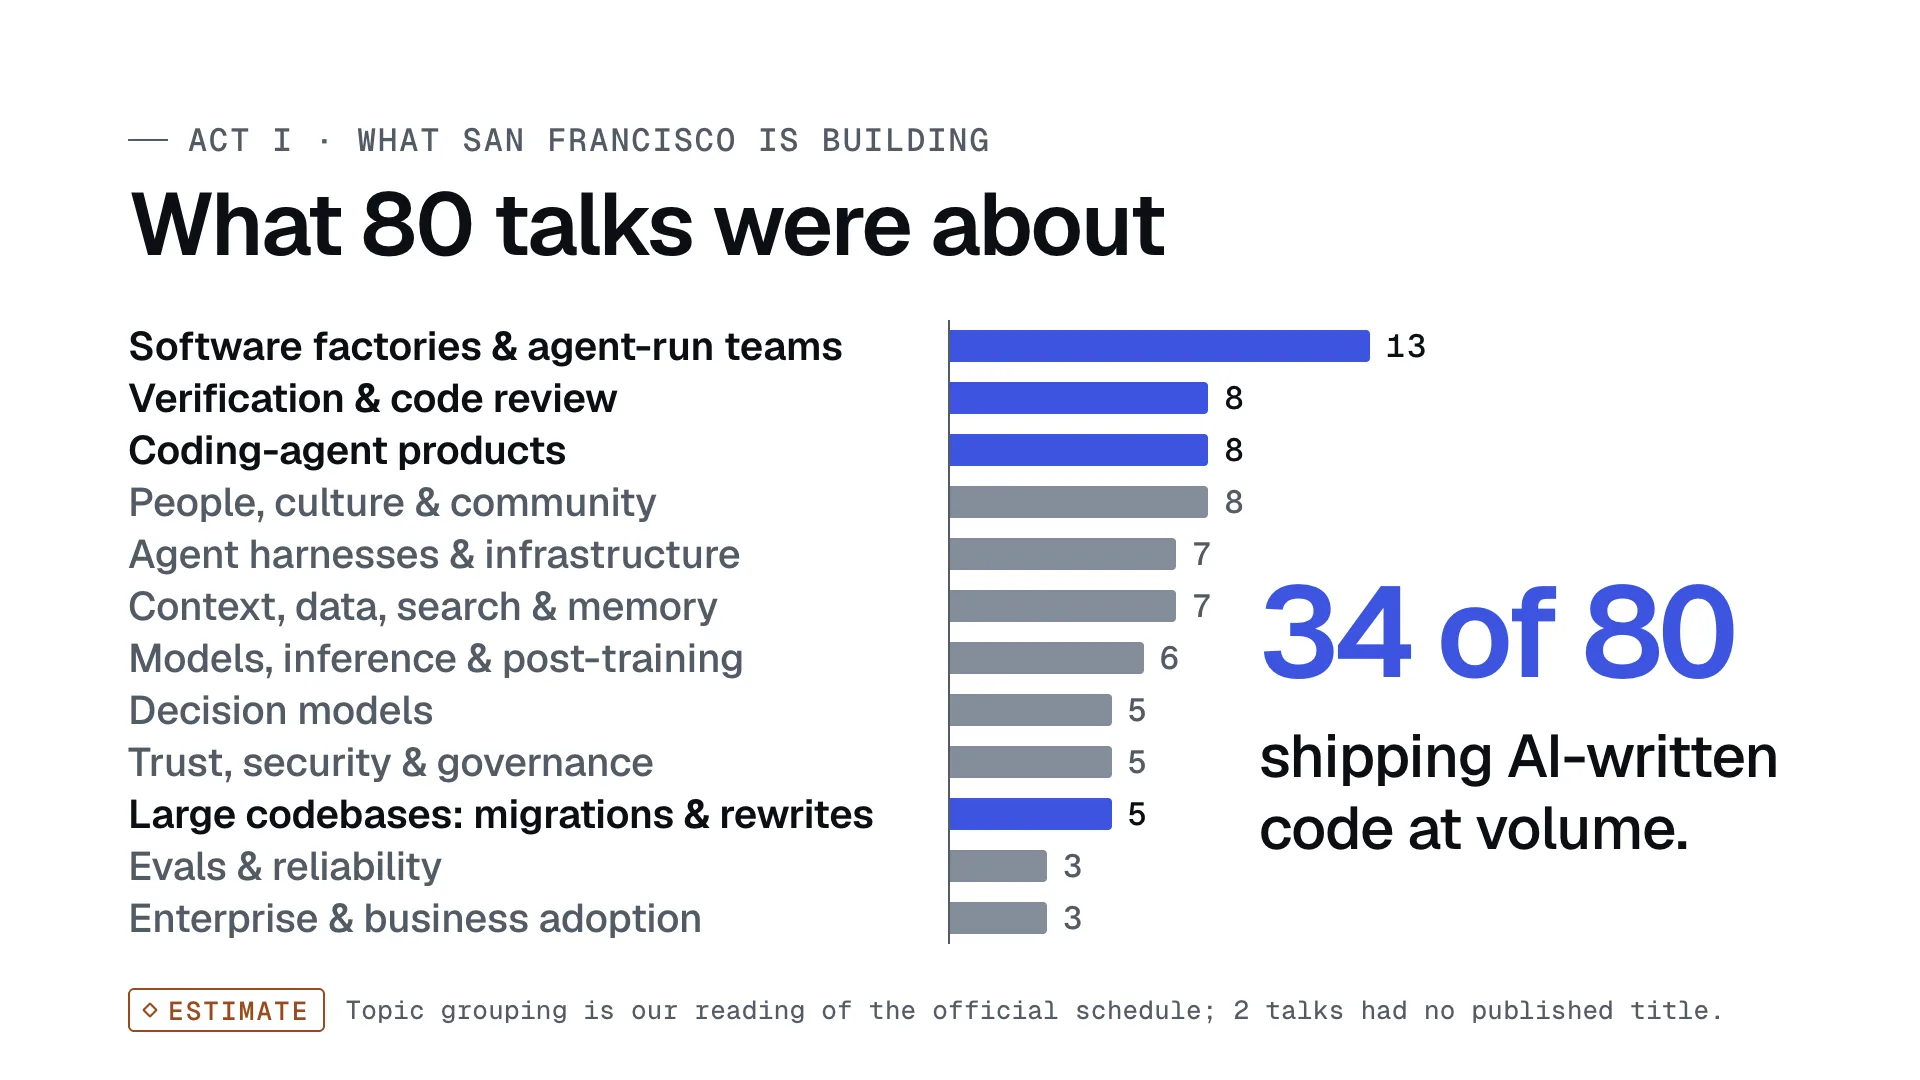 ACT I · WHAT SAN FRANCISCO IS BUILDING
What 80 talks were about
Software factories & agent-run teams 13
Verification & code review 8
Coding-agent products 8
People, culture & community 8
Agent harnesses & infrastructure 7
Context, data, search & memory 7
Models, inference & post-training 6
Decision models 5
Trust, security & governance 5
Large codebases: migrations & rewrites 5
Evals & reliability 3
Enterprise & business adoption 3
34 of 80
shipping AI-written
code at volume.
ESTIMATE Topic grouping is our reading of the official schedule; 2 talks had no published title.